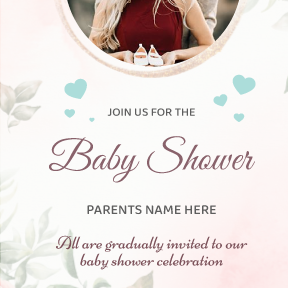 JOIN US FOR THE
Baby Shower
PARENTS NAME HERE
All are gradually invited to our
baby shower celebration